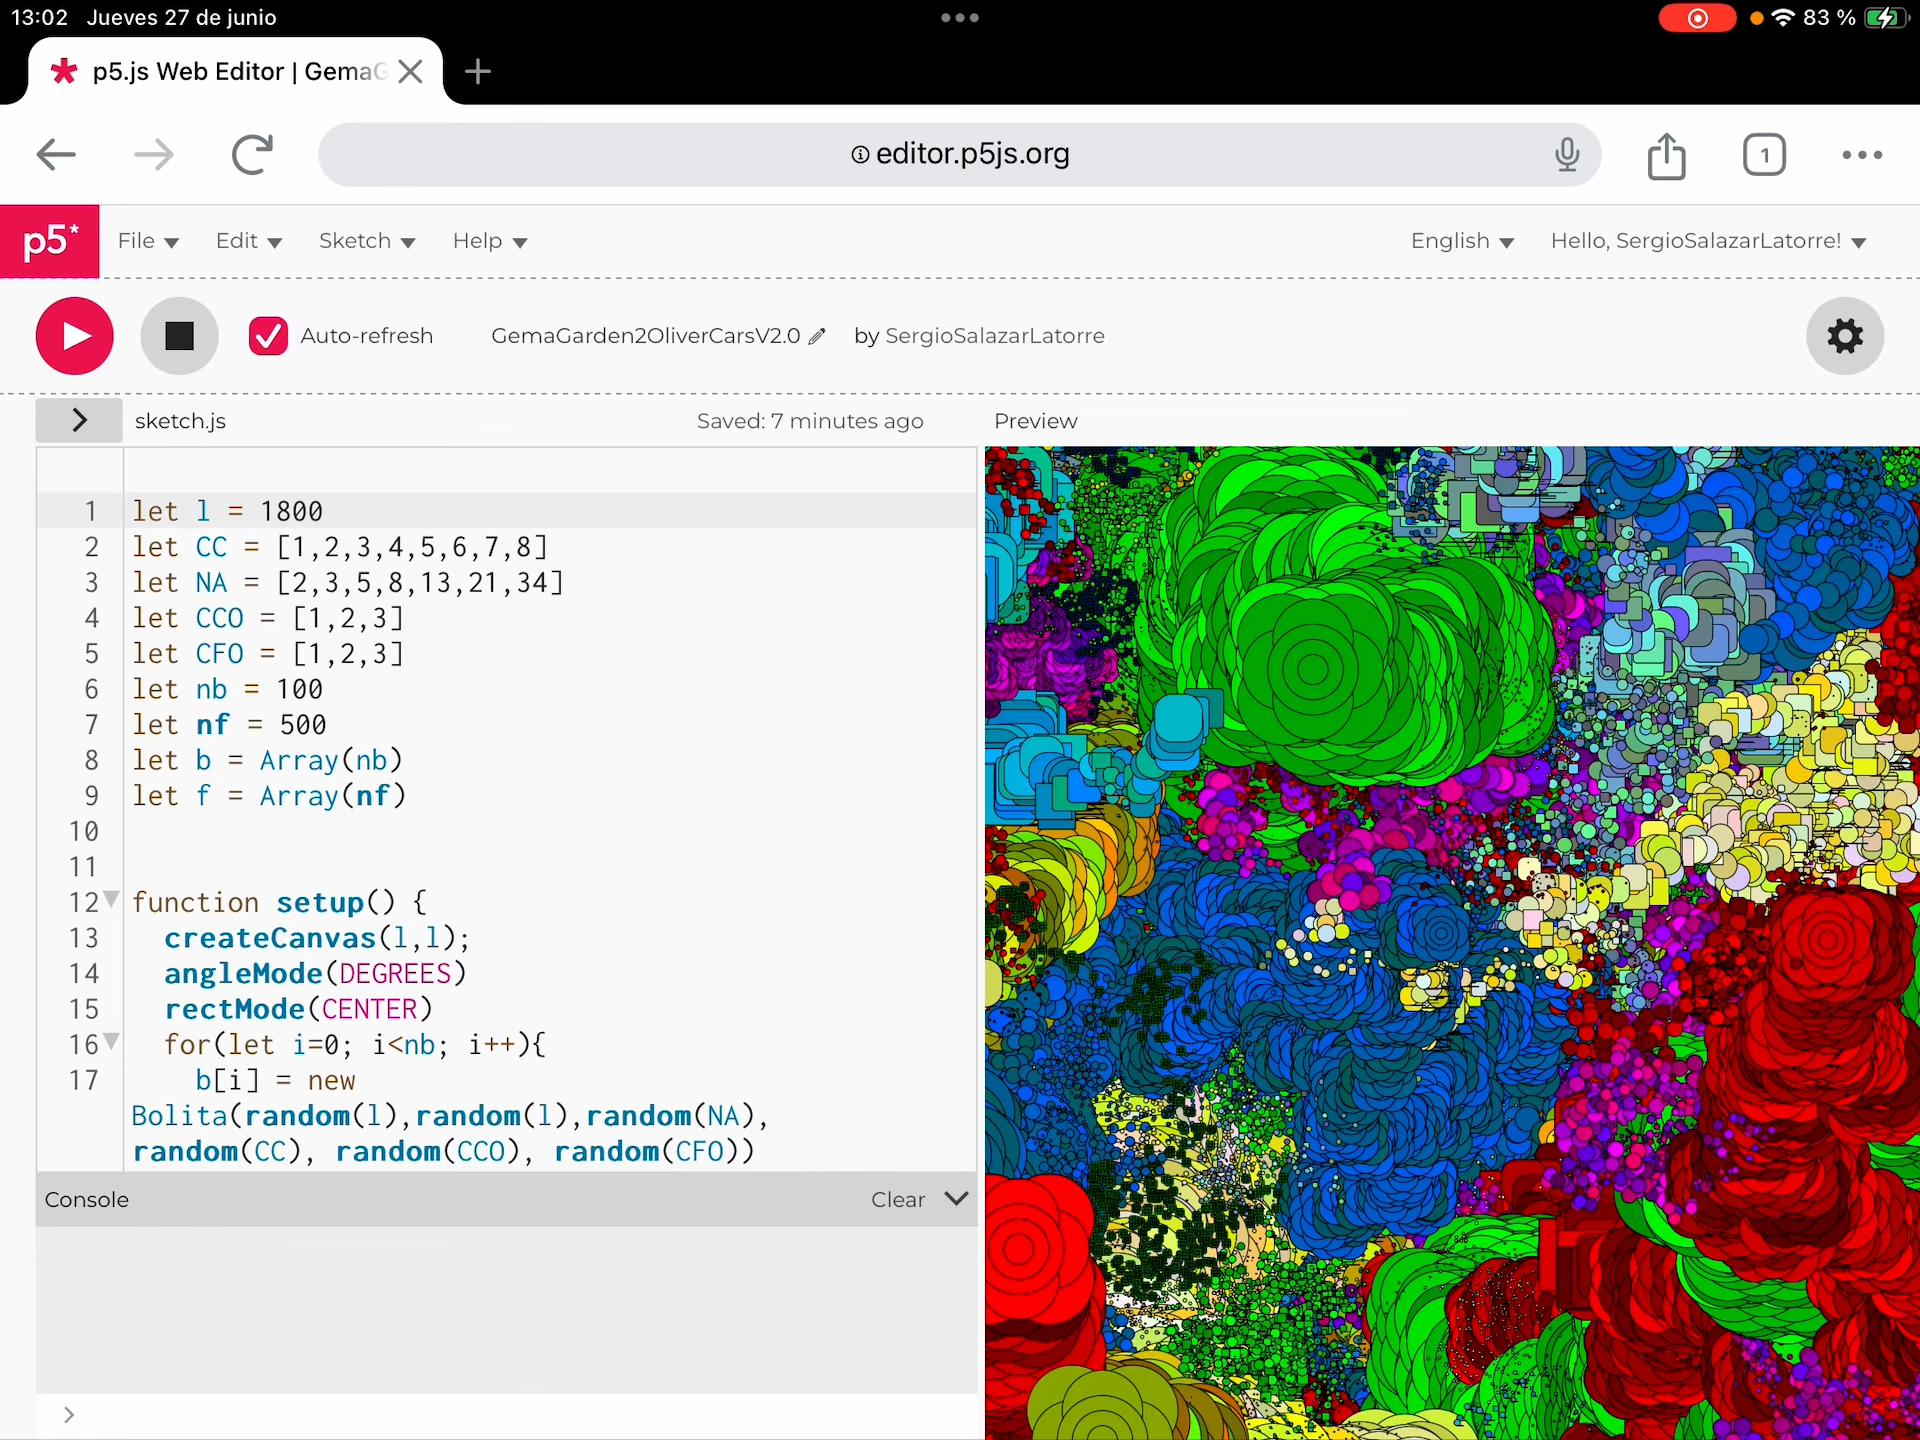 13:02 Jueves 27 de junio
83 %
p5.js Web Editor | GemaG
editor.p5js.org
1
p5* File Edit Sketch Help English Hello, SergioSalazarLatorre!
Auto-refresh GemaGarden2OliverCarsV2.0 by SergioSalazarLatorre
sketch.js Saved: 7 minutes ago Preview
1 let l = 1800
2 let CC = [1,2,3,4,5,6,7,8]
3 let NA = [2,3,5,8,13,21,34]
4 let CCO = [1,2,3]
5 let CFO = [1,2,3]
6 let nb = 100
7 let nf = 500
8 let b = Array(nb)
9 let f = Array(nf)
10
11
12 function setup() {
13 createCanvas(l,l);
14 angleMode(DEGREES)
15 rectMode(CENTER)
16 for(let i=0; i<nb; i++){
17 b[i] = new
Bolita(random(l),random(l),random(NA),
random(CC), random(CCO), random(CFO))
Console Clear
>